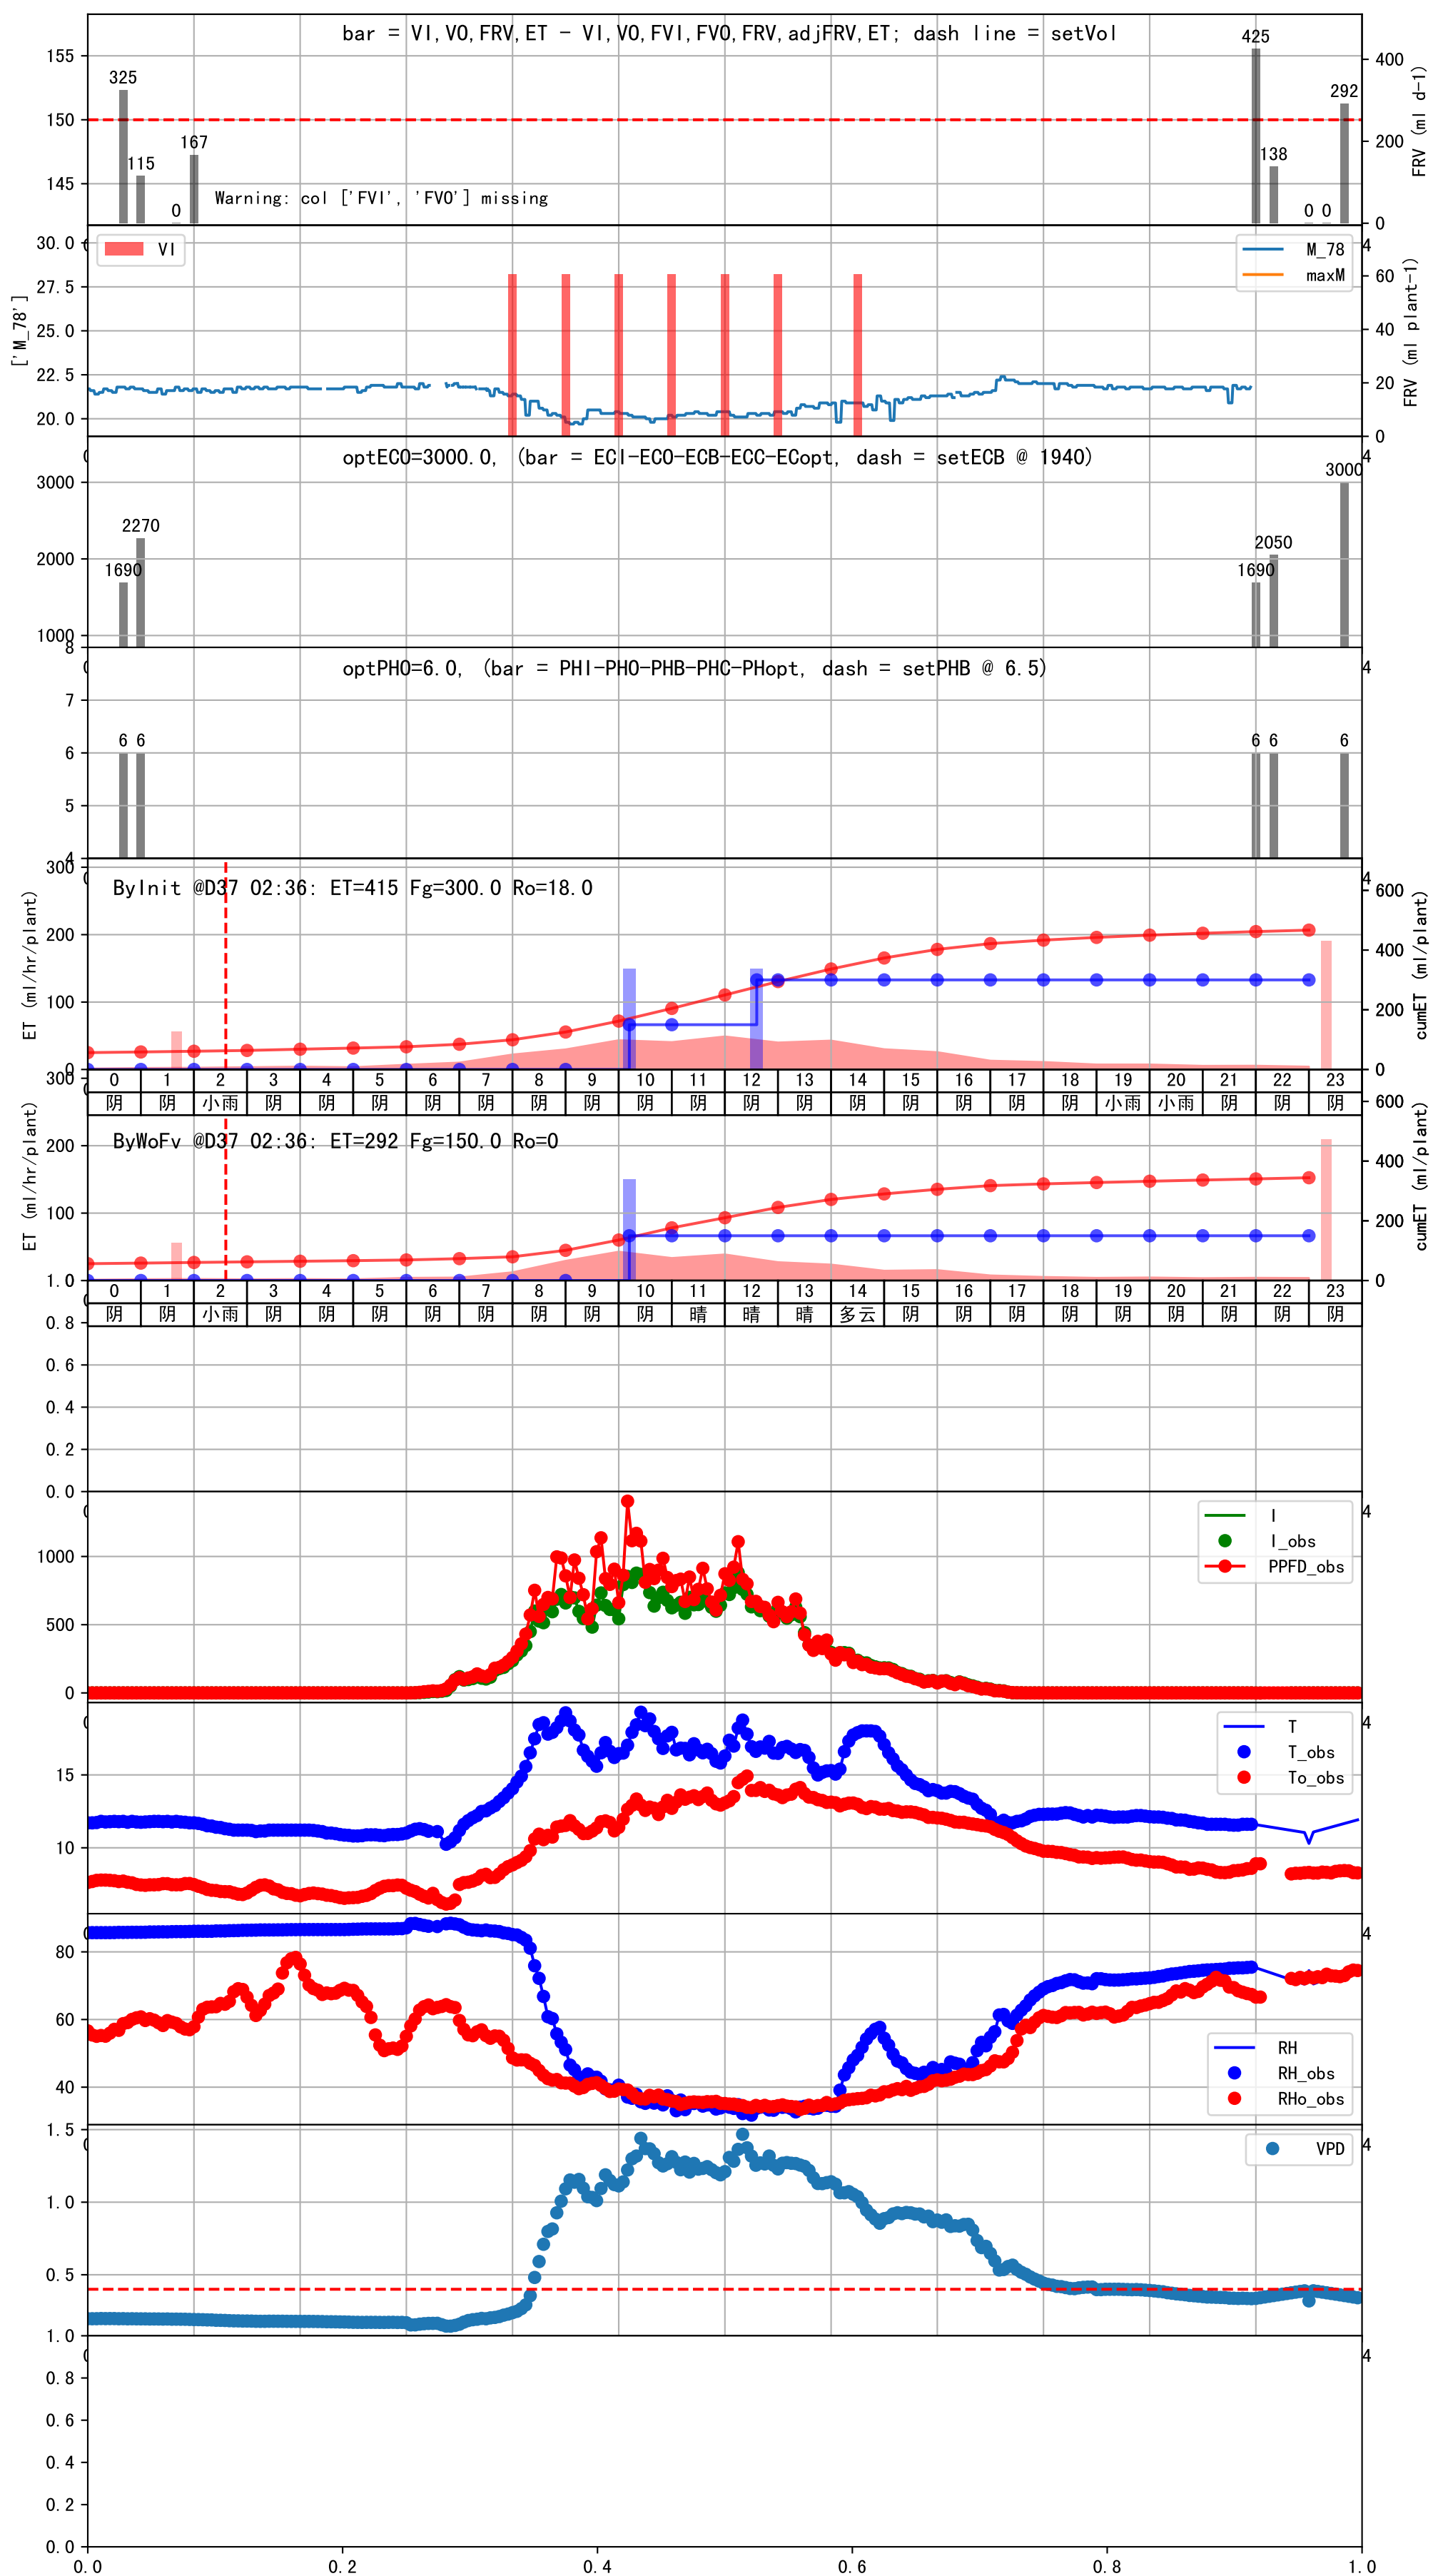 bar = VI,VO,FRV,ET - VI,VO,FVI,FVO,FRV,adjFRV,ET; dash line = setVol
425
155
400
325
292
150
FRV (ml d-1)
167
200
115
138
145
Warning: col ['FVI', 'FVO'] missing
0
0 0
0
30.0
VI
M_78
maxM
4
27.5
60
['M_78']
25.0
40
FRV (ml plant-1)
22.5
20
20.0
0
optECO=3000.0, (bar = ECI-ECO-ECB-ECC-ECopt, dash = setECB @ 1940)
4
3000
3000
2270
2050
2000
1690
1690
1000
8
optPHO=6.0, (bar = PHI-PHO-PHB-PHC-PHopt, dash = setPHB @ 6.5)
4
7
6 6
6 6
6
6
5
4
300
ByInit @D37 02:36: ET=415 Fg=300.0 Ro=18.0
4
600
ET (ml/hr/plant)
200
400
cumET (ml/plant)
100
200
0
0
0 1 2 3 4 5 6 7 8 9 10 11 12 13 14 15 16 17 18 19 20 21 22 23
阴 阴 小雨 阴 阴 阴 阴 阴 阴 阴 阴 阴 阴 阴 阴 阴 阴 阴 阴 小雨 小雨 阴 阴 阴
300
600
ByWoFv @D37 02:36: ET=292 Fg=150.0 Ro=0
ET (ml/hr/plant)
200
400
cumET (ml/plant)
100
200
1.0
0
0 1 2 3 4 5 6 7 8 9 10 11 12 13 14 15 16 17 18 19 20 21 22 23
阴 阴 小雨 阴 阴 阴 阴 阴 阴 阴 阴 晴 晴 晴 多云 阴 阴 阴 阴 阴 阴 阴 阴 阴
0.8
0.6
0.4
0.2
0.0
I
I_obs
PPFD_obs
4
1000
500
0
T
T_obs
To_obs
4
15
10
4
80
60
40
RH
RH_obs
RHo_obs
1.5
VPD
4
1.0
0.5
1.0
4
0.8
0.6
0.4
0.2
0.0
0.0 0.2 0.4 0.6 0.8 1.0